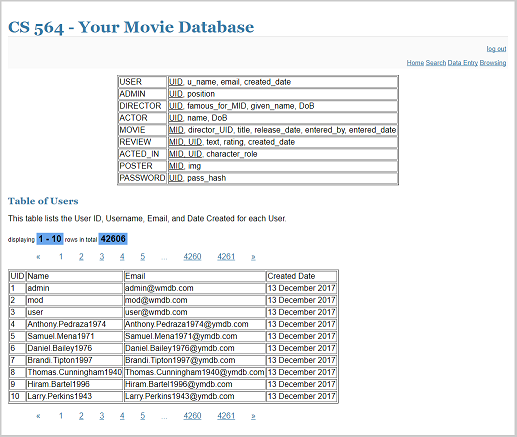 CS 564 - Your Movie Database
log out
Home Search Data Entry Browsing
USER UID, u_name, email, created_date
ADMIN UID, position
DIRECTOR UID, famous_for_MID, given_name, DoB
ACTOR UID, name, DoB
MOVIE MID, director_UID, title, release_date, entered_by, entered_date
REVIEW MID, UID, text, rating, created_date
ACTED_IN MID, UID, character_role
POSTER MID, img
PASSWORD UID, pass_hash
Table of Users
This table lists the User ID, Username, Email, and Date Created for each User.
displaying 1 - 10 rows in total 42606
« 1 2 3 4 5 ... 4260 4261 »
UID Name Email Created Date
1 admin admin@wmdb.com 13 December 2017
2 mod mod@wmdb.com 13 December 2017
3 user user@wmdb.com 13 December 2017
4 Anthony.Pedraza1974 Anthony.Pedraza1974@ymdb.com 13 December 2017
5 Samuel.Mena1971 Samuel.Mena1971@ymdb.com 13 December 2017
6 Daniel.Bailey1976 Daniel.Bailey1976@ymdb.com 13 December 2017
7 Brandi.Tipton1997 Brandi.Tipton1997@ymdb.com 13 December 2017
8 Thomas.Cunningham1940 Thomas.Cunningham1940@ymdb.com 13 December 2017
9 Hiram.Bartel1996 Hiram.Bartel1996@ymdb.com 13 December 2017
10 Larry.Perkins1943 Larry.Perkins1943@ymdb.com 13 December 2017
« 1 2 3 4 5 ... 4260 4261 »